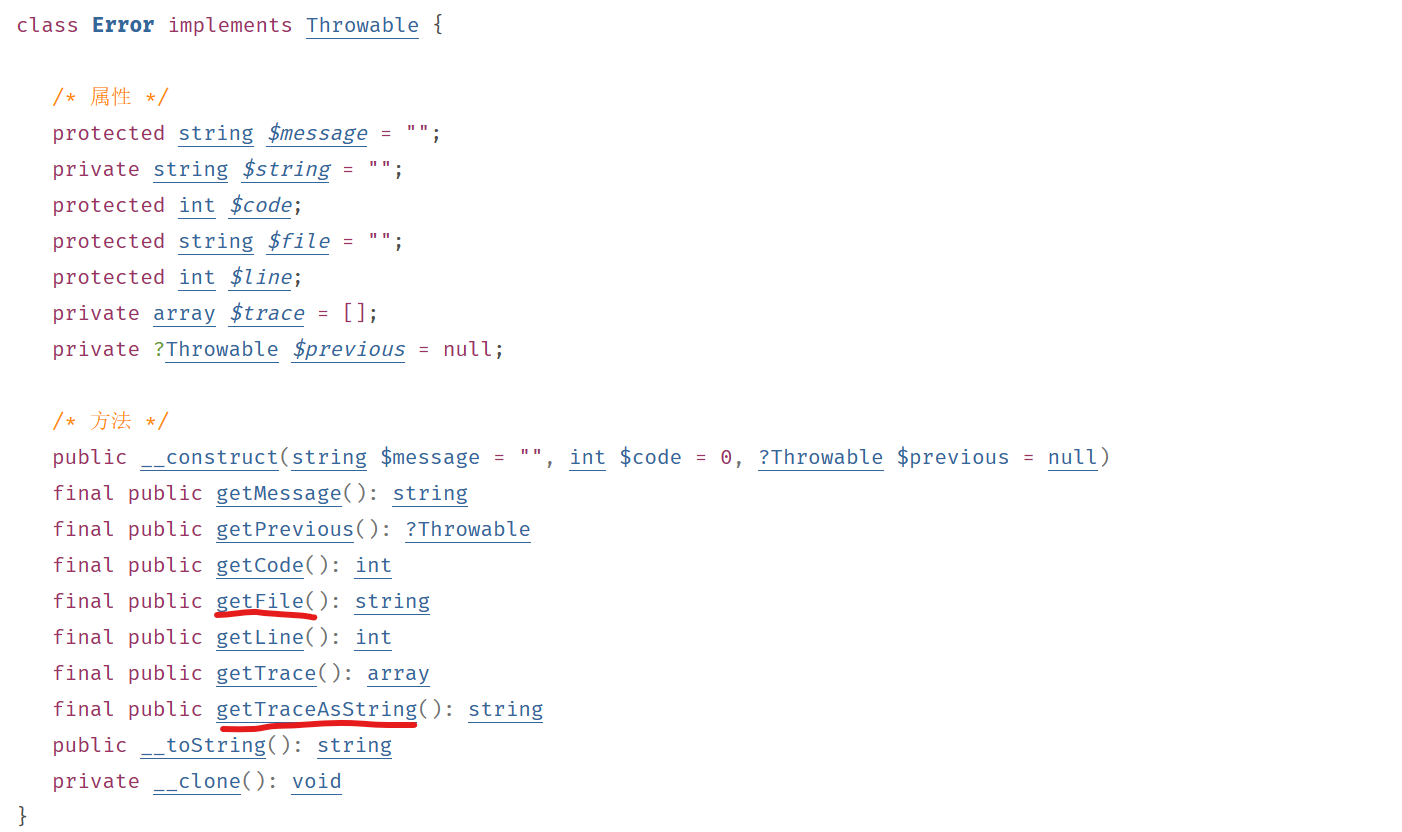 class Error implements Throwable {
/* 属性 */
protected string $message = "";
private string $string = "";
protected int $code;
protected string $file = "";
protected int $line;
private array $trace = [];
private ?Throwable $previous = null;
/* 方法 */
public __construct(string $message = "", int $code = 0, ?Throwable $previous = null)
final public getMessage(): string
final public getPrevious(): ?Throwable
final public getCode(): int
final public getFile(): string
final public getLine(): int
final public getTrace(): array
final public getTraceAsString(): string
public __toString(): string
private __clone(): void
}